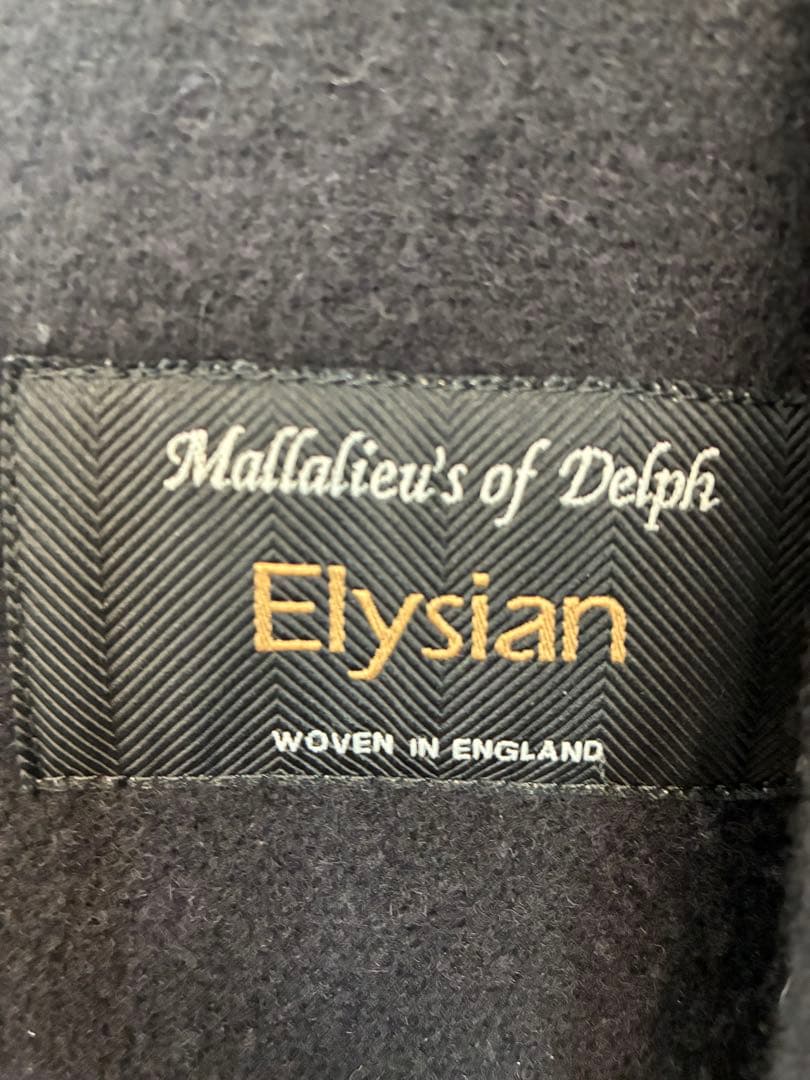 Mallalieu's of Delph
Elysian
WOVEN IN ENGLAND